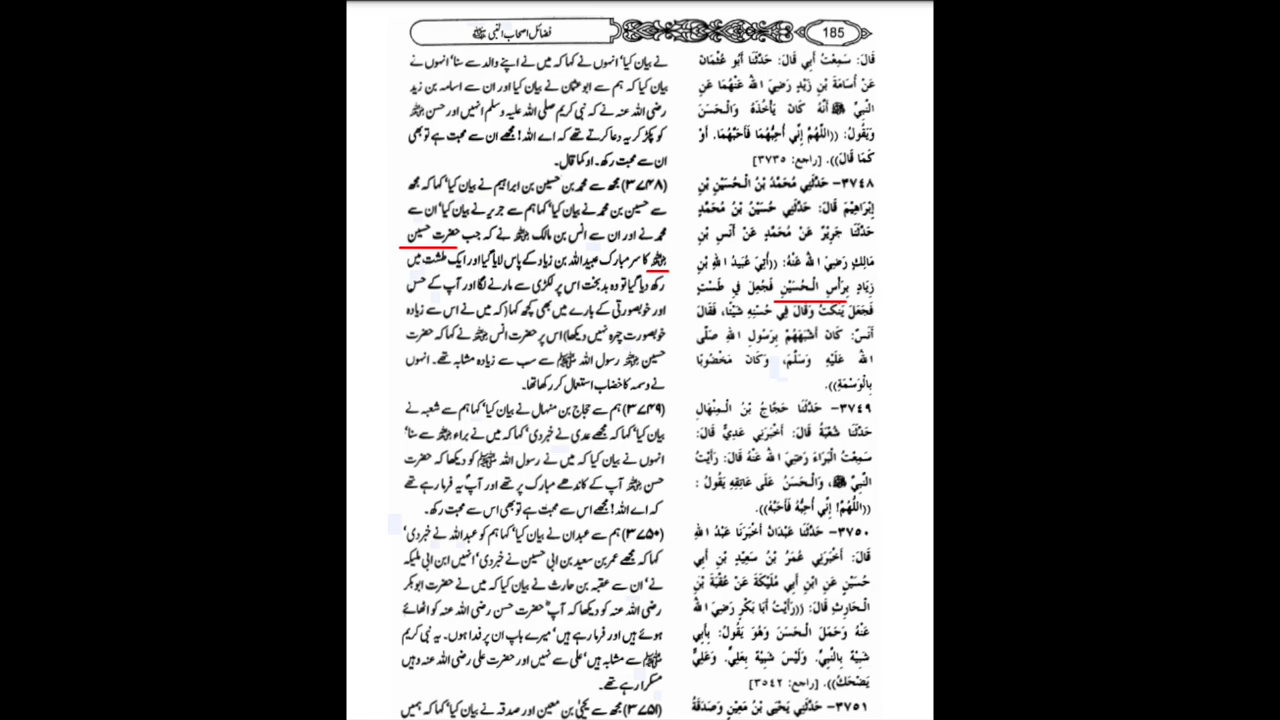 185
فضائل اصحاب النبی ﷺ
قَالَ: سَمِعْتُ أَبِي قَالَ: حَدَّثَنَا أَبُو عُثْمَانَ
عَنْ أُسَامَةَ بْنِ زَيْدٍ رَضِيَ اللهُ عَنْهُمَا عَنِ
النَّبِيِّ ﷺ أَنَّهُ كَانَ يَأْخُذُهُ وَالْحَسَنَ
وَيَقُولُ: ((اللَّهُمَّ إِنِّي أُحِبُّهُمَا فَأَحِبَّهُمَا. أَوْ
كَمَا قَالَ)). [راجع: ٣٧٣٥]
٣٧٤٨- حَدَّثَنِي مُحَمَّدُ بْنُ الْحُسَيْنِ بْنِ
إِبْرَاهِيْمَ قَالَ: حَدَّثَنِي حُسَيْنُ بْنُ مُحَمَّدٍ
حَدَّثَنَا جَرِيْرٌ عَنْ مُحَمَّدٍ عَنْ أَنَسِ بْنِ
مَالِكٍ رَضِيَ اللهُ عَنْهُ: ((أُتِيَ عُبَيْدُ اللهِ بْنِ
زِيَادٍ بِرَأْسِ الْحُسَيْنِ فَجُعِلَ فِي طَسْتٍ
فَجَعَلَ يَنْكُتُ وَقَالَ فِي حُسْنِهِ شَيْئًا، فَقَالَ
أَنَسٌ: كَانَ أَشْبَهَهُمْ بِرَسُولِ اللهِ صَلَّى
اللهُ عَلَيْهِ وَسَلَّمَ، وَكَانَ مَخْضُوبًا
بِالْوَسْمَةِ)).
٣٧٤٩- حَدَّثَنَا حَجَّاجُ بْنُ الْمِنْهَالِ
حَدَّثَنَا شُعْبَةُ قَالَ: أَخْبَرَنِي عَدِيٌّ قَالَ:
سَمِعْتُ الْبَرَاءَ رَضِيَ اللهُ عَنْهُ قَالَ: رَأَيْتُ
النَّبِيَّ ﷺ، وَالْحَسَنُ عَلَى عَاتِقِهِ يَقُولُ:
((اللَّهُمَّ! إِنِّي أُحِبُّهُ فَأَحِبَّهُ)).
٣٧٥٠- حَدَّثَنَا عَبْدَانُ أَخْبَرَنَا عَبْدُ اللهِ
قَالَ: أَخْبَرَنِي عُمَرُ بْنُ سَعِيْدِ بْنِ أَبِي
حُسَيْنٍ عَنِ ابْنِ أَبِي مُلَيْكَةَ عَنْ عُقْبَةَ بْنِ
الْحَارِثِ قَالَ: ((رَأَيْتُ أَبَا بَكْرٍ رَضِيَ اللهُ
عَنْهُ وَحَمَلَ الْحَسَنَ وَهُوَ يَقُولُ: بِأَبِي
شَبِيْهٌ بِالنَّبِيِّ. وَلَيْسَ شَبِيْهٌ بِعَلِيٍّ. وَعَلِيٌّ
يَضْحَكُ)). [راجع: ٣٥٤٢]
٣٧٥١- حَدَّثَنِي يَحْيَى بْنُ مَعِيْنٍ وَصَدَقَةُ
نے بیان کیا' انہوں نے کہا کہ میں نے اپنے والد سے سنا' انہوں نے
بیان کیا کہ ہم سے ابو عثمان نے بیان کیا اور ان سے اسامہ بن زید
رضی اللہ عنہ نے کہ نبی کریم صلی اللہ علیہ وسلم انہیں اور حسن ؓ
کو پکڑ کر یہ دعا کرتے تھے کہ اے اللہ! مجھے ان سے محبت ہے تو بھی
ان سے محبت رکھ۔ او کما قال۔
(۳۷۴۸) مجھ سے محمد بن حسین بن ابراہیم نے بیان کیا' کہا کہ مجھ
سے حسین بن محمد نے بیان کیا' کہا ہم سے جریر نے بیان کیا' ان سے
محمد نے اور ان سے انس بن مالک ؓ نے کہ جب حضرت حسین
ؓ کا سر مبارک عبید اللہ بن زیاد کے پاس لایا گیا اور ایک طشت میں
رکھ دیا گیا تو وہ بد بخت اس پر لکڑی سے مارنے لگا اور آپ کے حسن
اور خوبصورتی کے بارے میں بھی کچھ کہا (کہ میں نے اس سے زیادہ
خوبصورت چہرہ نہیں دیکھا) اس پر حضرت انس ؓ نے کہا کہ حضرت
حسین ؓ رسول اللہ ﷺ سے سب سے زیادہ مشابہ تھے۔ انہوں
نے وسمہ کا خضاب استعمال کر رکھا تھا۔
(۳۷۴۹) ہم سے حجاج بن منہال نے بیان کیا' کہا ہم سے شعبہ نے
بیان کیا' کہا کہ مجھے عدی نے خبر دی' کہا کہ میں نے براء ؓ سے سنا'
انہوں نے بیان کیا کہ میں نے رسول اللہ ﷺ کو دیکھا کہ حضرت
حسن ؓ آپ کے کاندھے مبارک پر تھے اور آپؐ یہ فرما رہے تھے
کہ اے اللہ! مجھے اس سے محبت ہے تو بھی اس سے محبت رکھ۔
(۳۷۵۰) ہم سے عبدان نے بیان کیا' کہا ہم کو عبداللہ نے خبر دی'
کہا کہ مجھے عمر بن سعید بن ابی حسین نے خبر دی' انہیں ابن ابی ملیکہ
نے' ان سے عقبہ بن حارث نے بیان کیا کہ میں نے حضرت ابو بکر
رضی اللہ عنہ کو دیکھا کہ آپؓ حضرت حسن رضی اللہ عنہ کو اٹھائے
ہوئے ہیں اور فرما رہے ہیں' میرے باپ ان پر فدا ہوں۔ یہ نبی کریم
ﷺ سے مشابہ ہیں' علی سے نہیں اور حضرت علی رضی اللہ عنہ وہیں
مسکرا رہے تھے۔
(۳۷۵۱) مجھ سے یحییٰ بن معین اور صدقہ نے بیان کیا' کہا کہ ہمیں